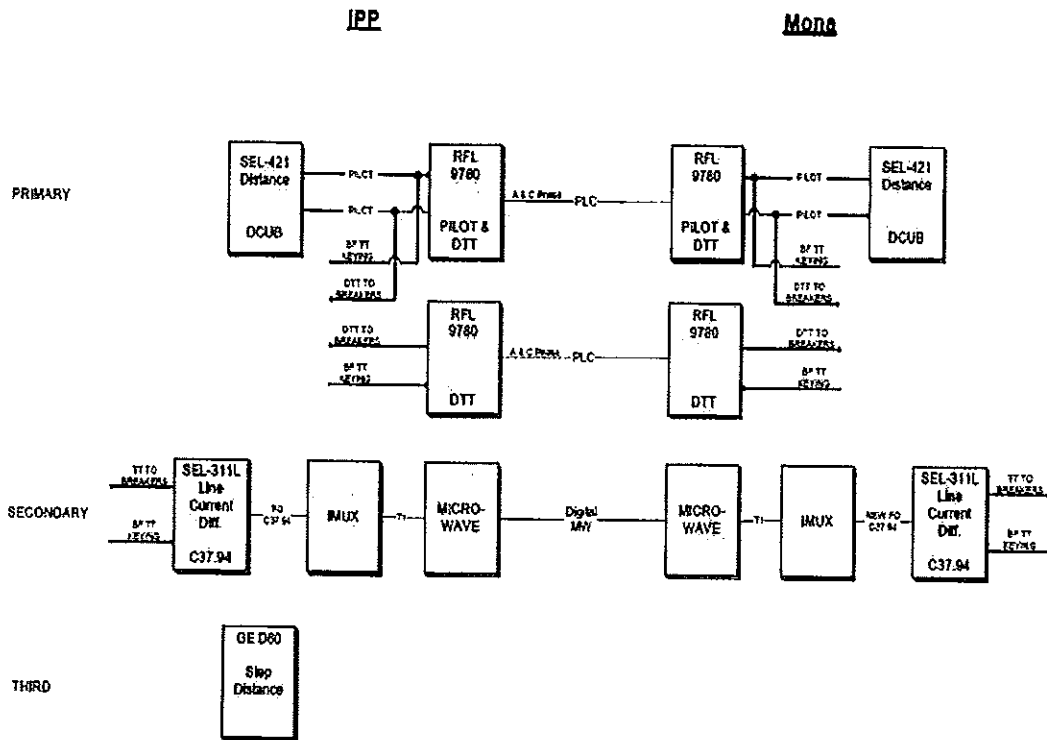 IPP
Mona
PRIMARY
SEL-421
Distance
DCUB
PILOT
PILOT
BF TT
KEYING
DTT TO
BREAKERS
RFL
9780
PILOT &
DTT
A & C Phase
PLC
RFL
9780
PILOT &
DTT
PILOT
PILOT
BF TT
KEYING
DTT TO
BREAKERS
SEL-421
Distance
DCUB
DTT TO
BREAKERS
BF TT
KEYING
RFL
9780
DTT
A & C Phase
PLC
RFL
9780
DTT
DTT TO
BREAKERS
BF TT
KEYING
SECONDARY
TT TO
BREAKERS
BF TT
KEYING
SEL-311L
Line
Current
Diff.
C37.94
FO
C37.94
IMUX
T1
MICRO-
WAVE
Digital
MW
MICRO-
WAVE
T1
IMUX
NEW FO
C37.94
SEL-311L
Line
Current
Diff.
C37.94
TT TO
BREAKERS
BF TT
KEYING
THIRD
GE D60
Step
Distance